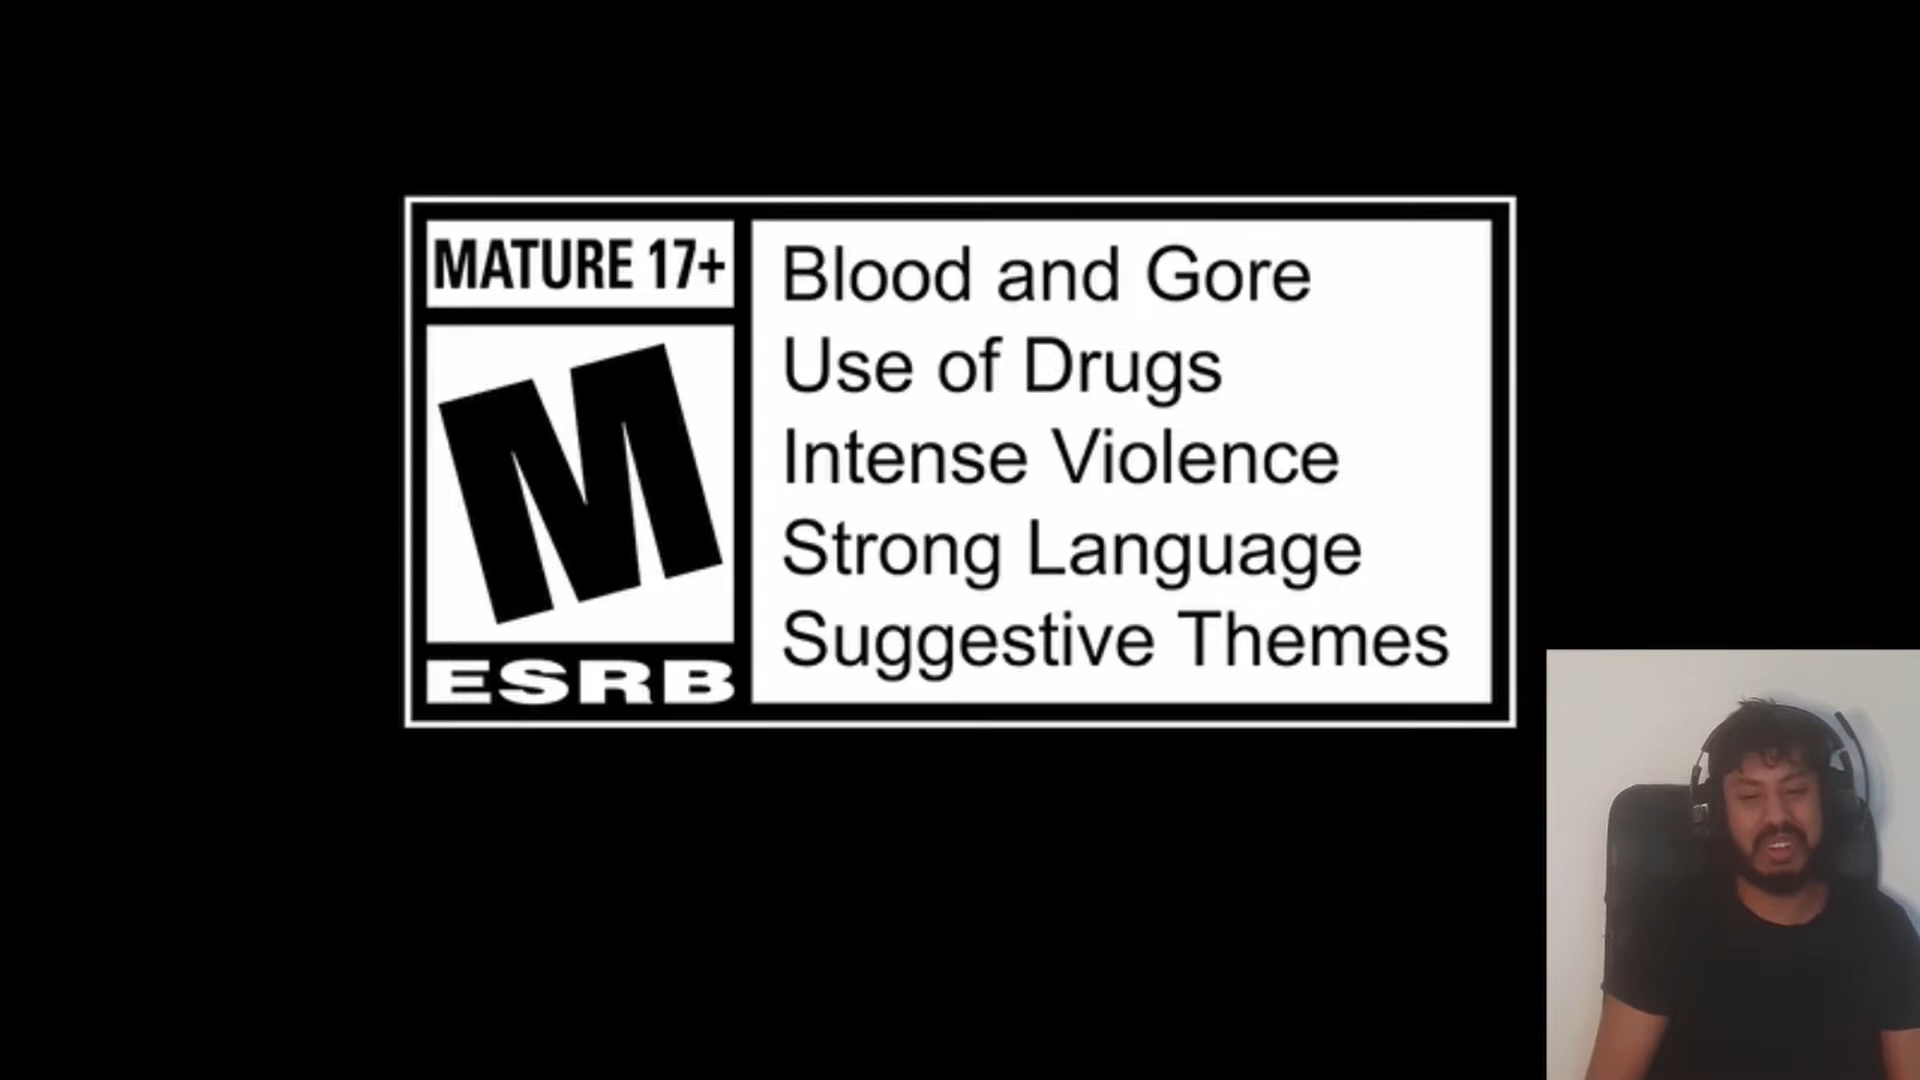 MATURE 17+
M
ESRB
Blood and Gore
Use of Drugs
Intense Violence
Strong Language
Suggestive Themes